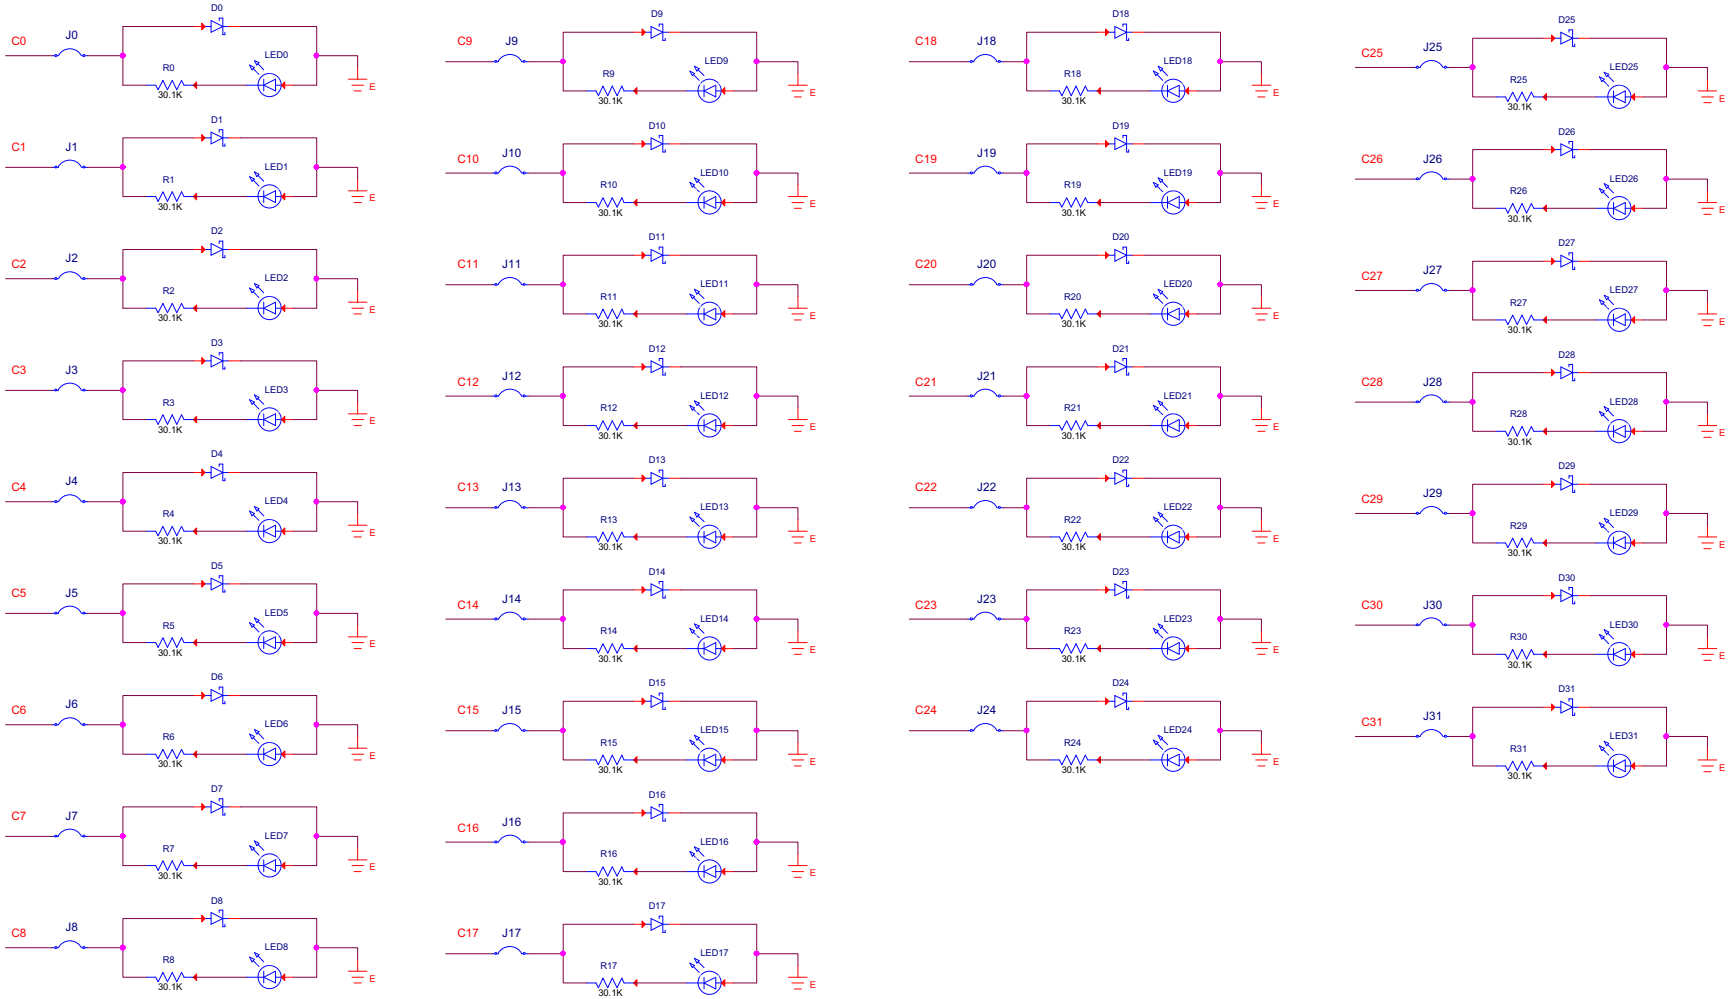 D0
C0 J0
LED0
R0
30.1K
E
D1
C1 J1
LED1
R1
30.1K
E
D2
C2 J2
LED2
R2
30.1K
E
D3
C3 J3
LED3
R3
30.1K
E
D4
C4 J4
LED4
R4
30.1K
E
D5
C5 J5
LED5
R5
30.1K
E
D6
C6 J6
LED6
R6
30.1K
E
D7
C7 J7
LED7
R7
30.1K
E
D8
C8 J8
LED8
R8
30.1K
E
D9
C9 J9
LED9
R9
30.1K
E
D10
C10 J10
LED10
R10
30.1K
E
D11
C11 J11
LED11
R11
30.1K
E
D12
C12 J12
LED12
R12
30.1K
E
D13
C13 J13
LED13
R13
30.1K
E
D14
C14 J14
LED14
R14
30.1K
E
D15
C15 J15
LED15
R15
30.1K
E
D16
C16 J16
LED16
R16
30.1K
E
D17
C17 J17
LED17
R17
30.1K
E
D18
C18 J18
LED18
R18
30.1K
E
D19
C19 J19
LED19
R19
30.1K
E
D20
C20 J20
LED20
R20
30.1K
E
D21
C21 J21
LED21
R21
30.1K
E
D22
C22 J22
LED22
R22
30.1K
E
D23
C23 J23
LED23
R23
30.1K
E
D24
C24 J24
LED24
R24
30.1K
E
D25
C25 J25
LED25
R25
30.1K
E
D26
C26 J26
LED26
R26
30.1K
E
D27
C27 J27
LED27
R27
30.1K
E
D28
C28 J28
LED28
R28
30.1K
E
D29
C29 J29
LED29
R29
30.1K
E
D30
C30 J30
LED30
R30
30.1K
E
D31
C31 J31
LED31
R31
30.1K
E